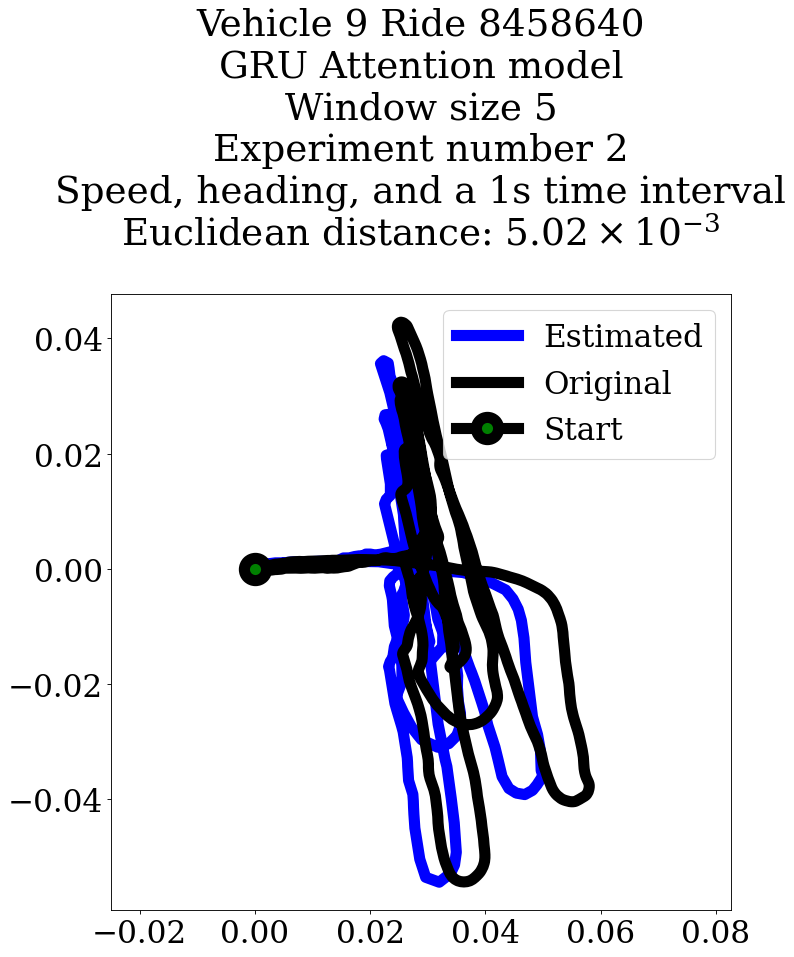 Vehicle 9 Ride 8458640
GRU Attention model
Window size 5
Experiment number 2
Speed, heading, and a 1s time interval
Euclidean distance: 5.02 × 10⁻³
Estimated
Original
Start
0.04
0.02
0.00
−0.02
−0.04
−0.02 0.00 0.02 0.04 0.06 0.08